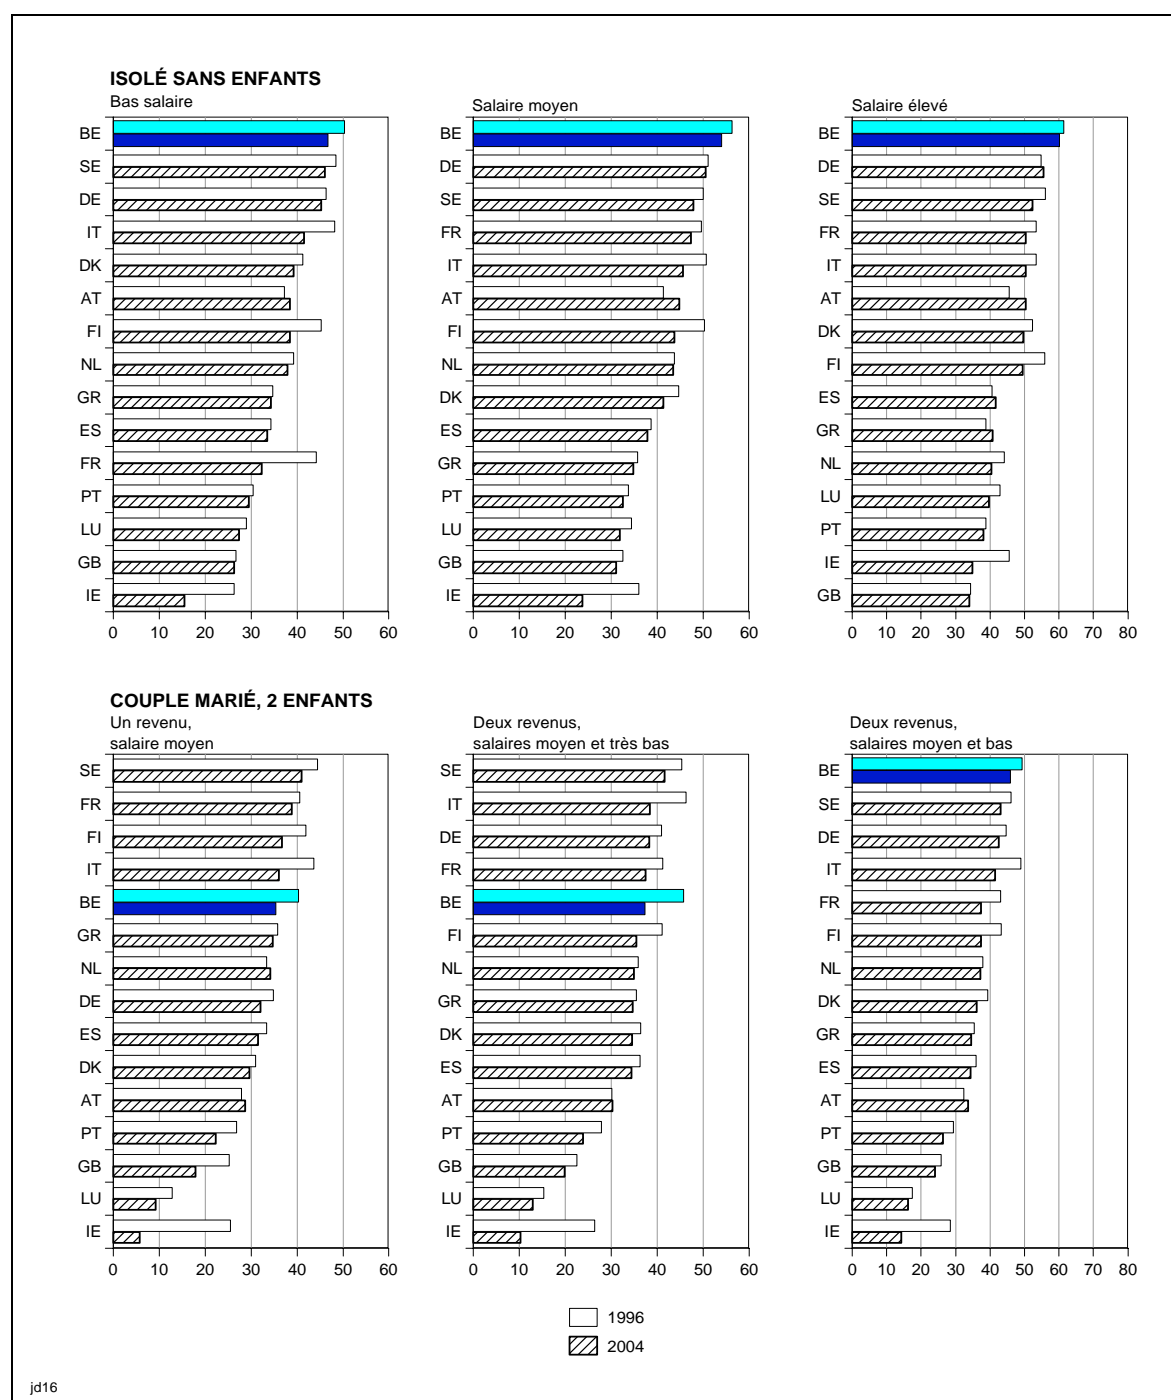 ISOLÉ SANS ENFANTS
Bas salaire
BE
SE
DE
IT
DK
AT
FI
NL
GR
ES
FR
PT
LU
GB
IE
0 10 20 30 40 50 60
Salaire moyen
BE
DE
SE
FR
IT
AT
FI
NL
DK
ES
GR
PT
LU
GB
IE
0 10 20 30 40 50 60
Salaire élevé
BE
DE
SE
FR
IT
AT
DK
FI
ES
GR
NL
LU
PT
IE
GB
0 10 20 30 40 50 60 70 80
COUPLE MARIÉ, 2 ENFANTS
Un revenu,
salaire moyen
SE
FR
FI
IT
BE
GR
NL
DE
ES
DK
AT
PT
GB
LU
IE
0 10 20 30 40 50 60
Deux revenus,
salaires moyen et très bas
SE
IT
DE
FR
BE
FI
NL
GR
DK
ES
AT
PT
GB
LU
IE
0 10 20 30 40 50 60
Deux revenus,
salaires moyen et bas
BE
SE
DE
IT
FR
FI
NL
DK
GR
ES
AT
PT
GB
LU
IE
0 10 20 30 40 50 60 70 80
1996
2004
jd16